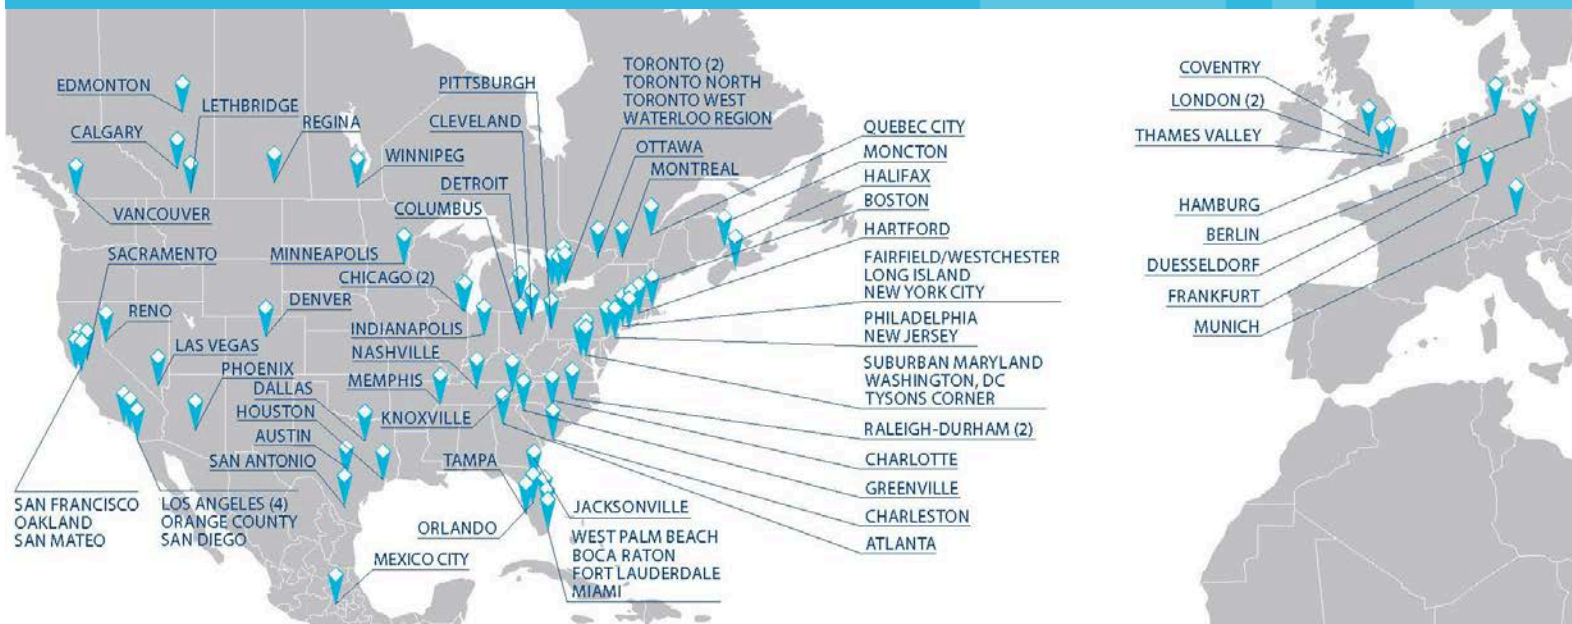 EDMONTON
LETHBRIDGE
CALGARY
REGINA
WINNIPEG
VANCOUVER
SACRAMENTO
MINNEAPOLIS
CHICAGO (2)
RENO
DENVER
INDIANAPOLIS
LAS VEGAS
NASHVILLE
PHOENIX
MEMPHIS
DALLAS
HOUSTON
KNOXVILLE
AUSTIN
SAN ANTONIO
TAMPA
SAN FRANCISCO
OAKLAND
SAN MATEO
LOS ANGELES (4)
ORANGE COUNTY
SAN DIEGO
ORLANDO
MEXICO CITY
JACKSONVILLE
WEST PALM BEACH
BOCA RATON
FORT LAUDERDALE
MIAMI
PITTSBURGH
CLEVELAND
DETROIT
COLUMBUS
TORONTO (2)
TORONTO NORTH
TORONTO WEST
WATERLOO REGION
OTTAWA
MONTREAL
QUEBEC CITY
MONCTON
HALIFAX
BOSTON
HARTFORD
FAIRFIELD/WESTCHESTER
LONG ISLAND
NEW YORK CITY
PHILADELPHIA
NEW JERSEY
SUBURBAN MARYLAND
WASHINGTON, DC
TYSONS CORNER
RALEIGH-DURHAM (2)
CHARLOTTE
GREENVILLE
CHARLESTON
ATLANTA
COVENTRY
LONDON (2)
THAMES VALLEY
HAMBURG
BERLIN
DUESSELDORF
FRANKFURT
MUNICH